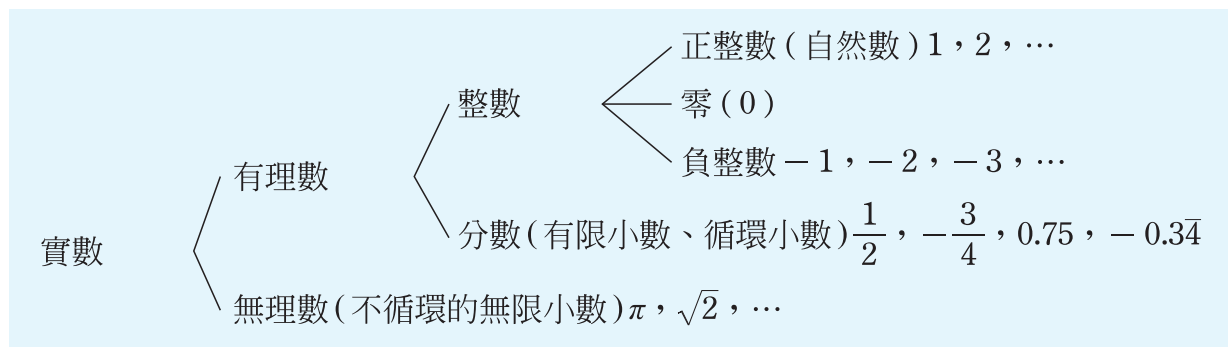 正整數(自然數)1，2，…
整數
零(0)
負整數－1，－2，－3，…
有理數
分數(有限小數、循環小數)1/2，－3/4，0.75，－0.34̅
實數
無理數(不循環的無限小數)π，√2，…